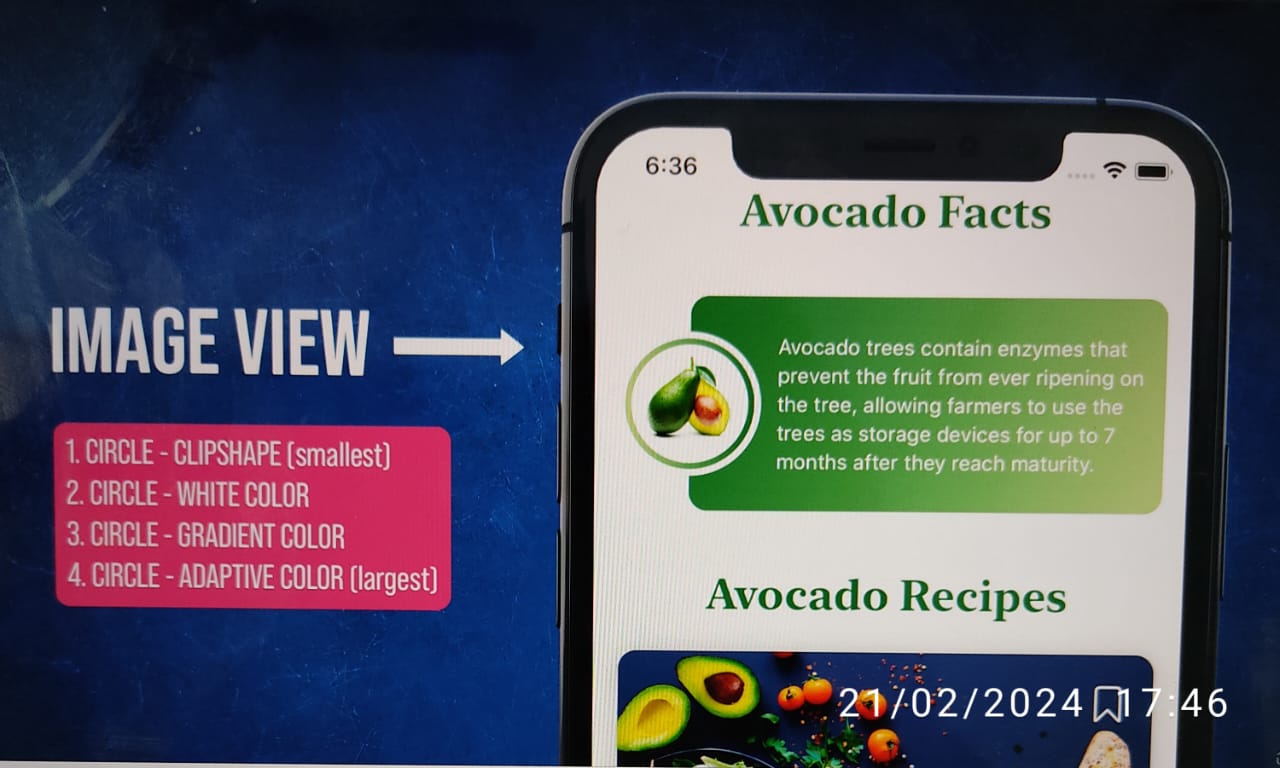 6:36
Avocado Facts
IMAGE VIEW
1. CIRCLE - CLIPSHAPE (smallest)
2. CIRCLE - WHITE COLOR
3. CIRCLE - GRADIENT COLOR
4. CIRCLE - ADAPTIVE COLOR (largest)
Avocado trees contain enzymes that
prevent the fruit from ever ripening on
the tree, allowing farmers to use the
trees as storage devices for up to 7
months after they reach maturity.
Avocado Recipes
21/02/2024 17:46